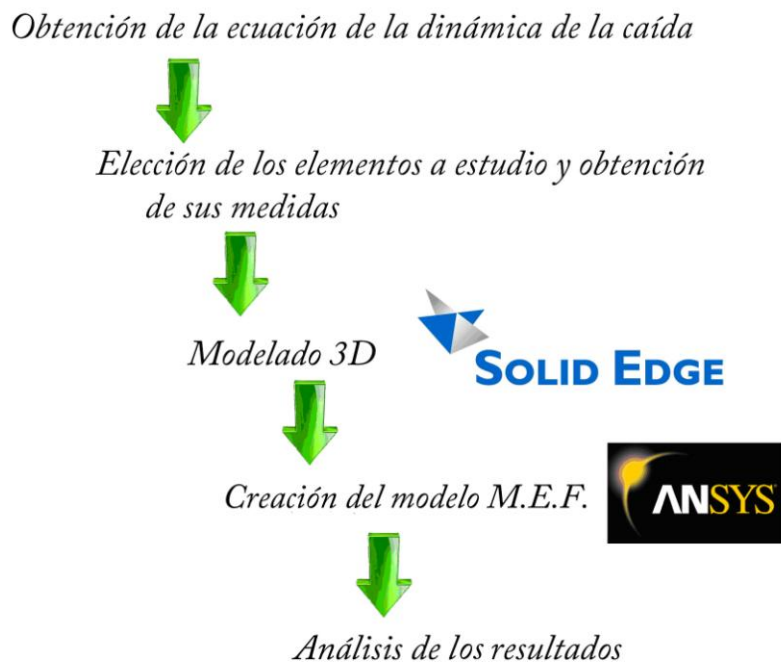 Obtención de la ecuación de la dinámica de la caída
Elección de los elementos a estudio y obtención
de sus medidas
Modelado 3D
SOLID EDGE
Creación del modelo M.E.F.
ANSYS
Análisis de los resultados